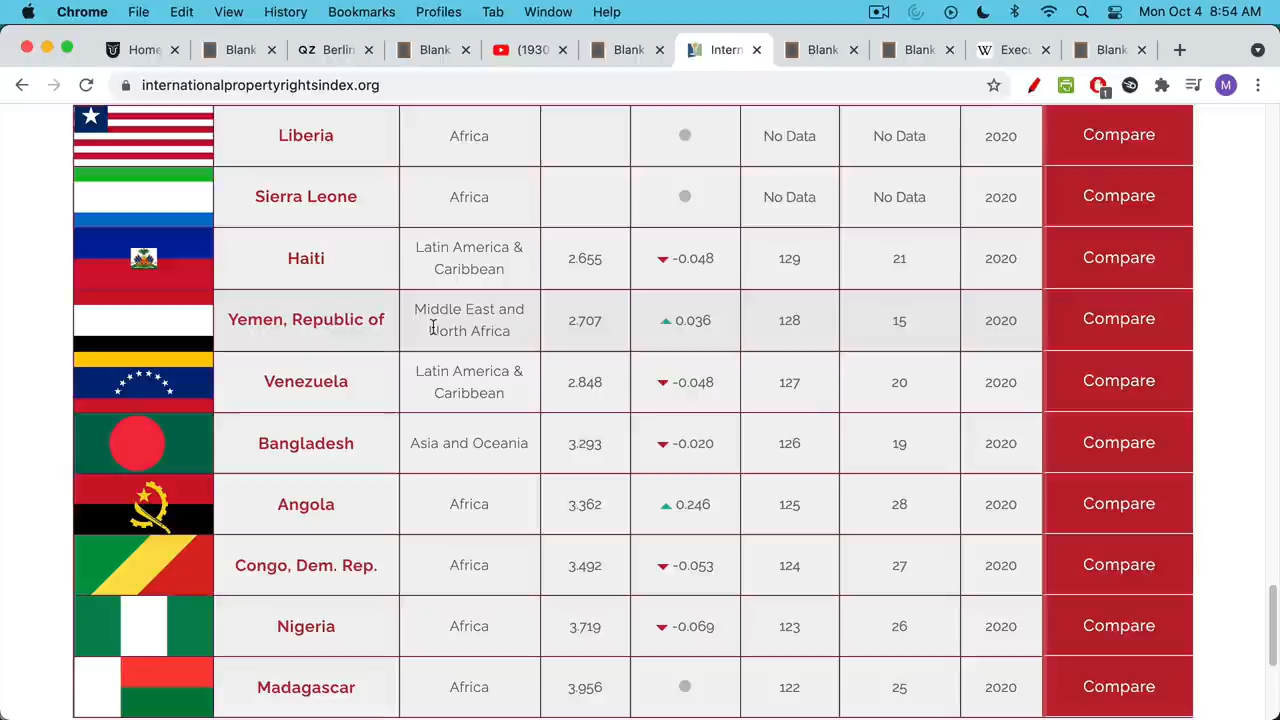 Chrome File Edit View History Bookmarks Profiles Tab Window Help Mon Oct 4 8:54 AM
Home Blank QZ Berlin Blank (1930 Blank Intern Blank Blank W Execu Blank
internationalpropertyrightsindex.org 1 M
Liberia Africa No Data No Data 2020 Compare
Sierra Leone Africa No Data No Data 2020 Compare
Haiti Latin America & Caribbean 2.655 -0.048 129 21 2020 Compare
Yemen, Republic of Middle East and North Africa 2.707 0.036 128 15 2020 Compare
Venezuela Latin America & Caribbean 2.848 -0.048 127 20 2020 Compare
Bangladesh Asia and Oceania 3.293 -0.020 126 19 2020 Compare
Angola Africa 3.362 0.246 125 28 2020 Compare
Congo, Dem. Rep. Africa 3.492 -0.053 124 27 2020 Compare
Nigeria Africa 3.719 -0.069 123 26 2020 Compare
Madagascar Africa 3.956 122 25 2020 Compare